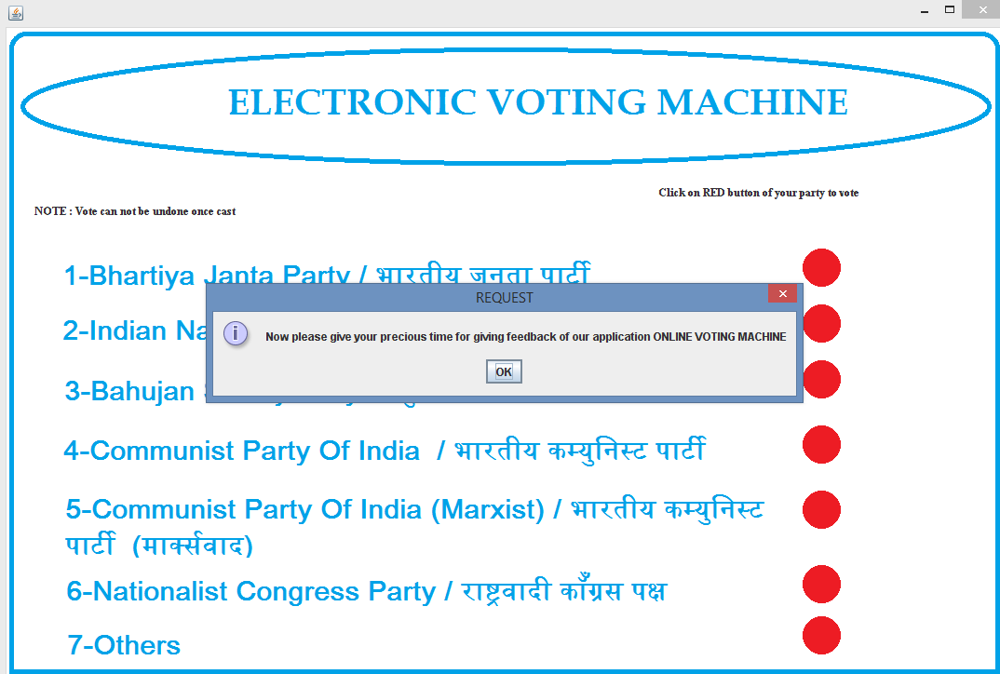 ELECTRONIC VOTING MACHINE
Click on RED button of your party to vote
NOTE : Vote can not be undone once cast
1-Bhartiya Janta Party / भारतीय जनता पार्टी
REQUEST
2-Indian
Now please give your precious time for giving feedback of our application ONLINE VOTING MACHINE
OK
3-Bahujan
4-Communist Party Of India / भारतीय कम्युनिस्ट पार्टी
5-Communist Party Of India (Marxist) / भारतीय कम्युनिस्ट
पार्टी (मार्क्सवाद)
6-Nationalist Congress Party / राष्ट्रवादी काँग्रस पक्ष
7-Others